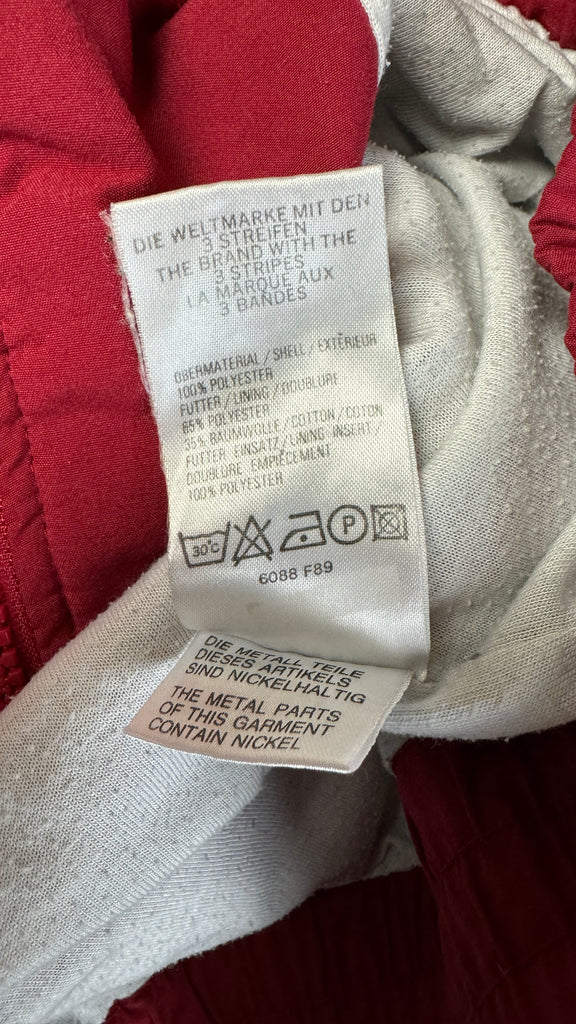 DIE WELTMARKE MIT DEN
3 STREIFEN
THE BRAND WITH THE
3 STRIPES
LA MARQUE AUX
3 BANDES
OBERMATERIAL / SHELL / EXTÉRIEUR
100% POLYESTER
FUTTER / LINING / DOUBLURE
65% POLYESTER
35% BAUMWOLLE / COTTON / COTON
FUTTER EINSATZ / LINING INSERT /
DOUBLURE EMPIÈCEMENT
100% POLYESTER
30°C P
6088 F89
DIE METALL TEILE
DIESES ARTIKELS
SIND NICKELHALTIG
THE METAL PARTS
OF THIS GARMENT
CONTAIN NICKEL